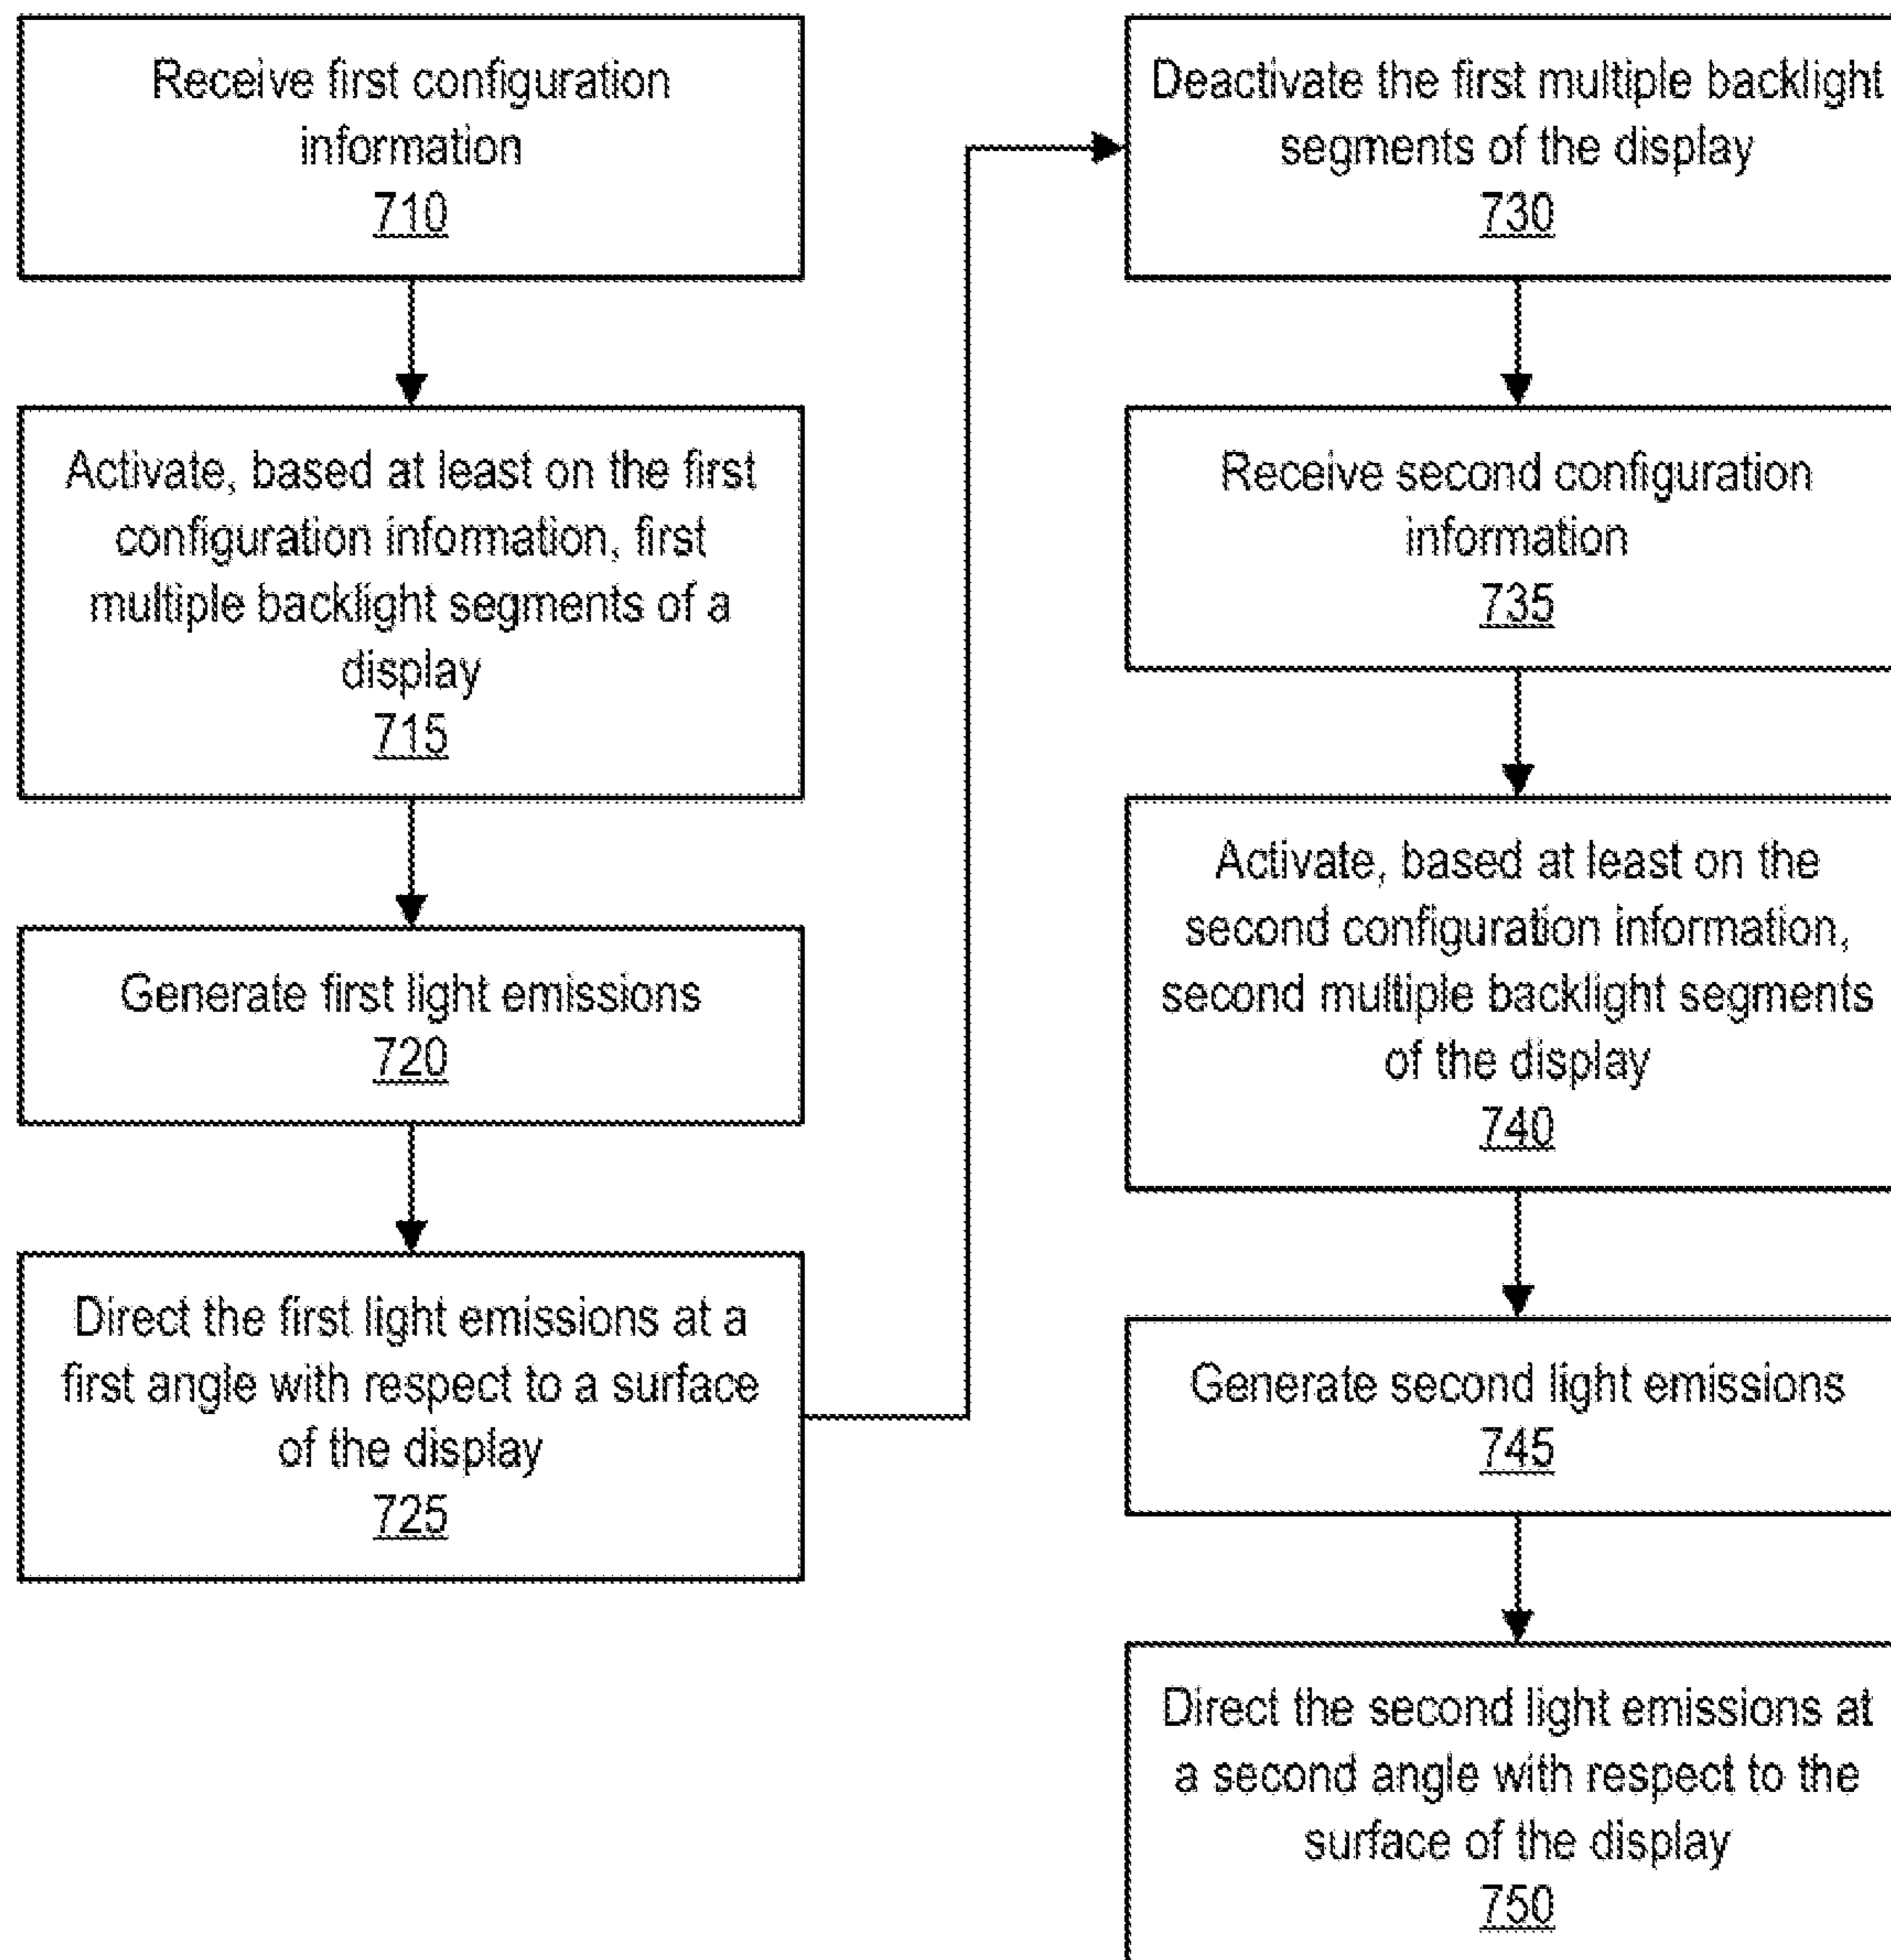 Receive first configuration
information
710
Activate, based at least on the first
configuration information, first
multiple backlight segments of a
display
715
Generate first light emissions
720
Direct the first light emissions at a
first angle with respect to a surface
of the display
725
Deactivate the first multiple backlight
segments of the display
730
Receive second configuration
information
735
Activate, based at least on the
second configuration information,
second multiple backlight segments
of the display
740
Generate second light emissions
745
Direct the second light emissions at
a second angle with respect to the
surface of the display
750